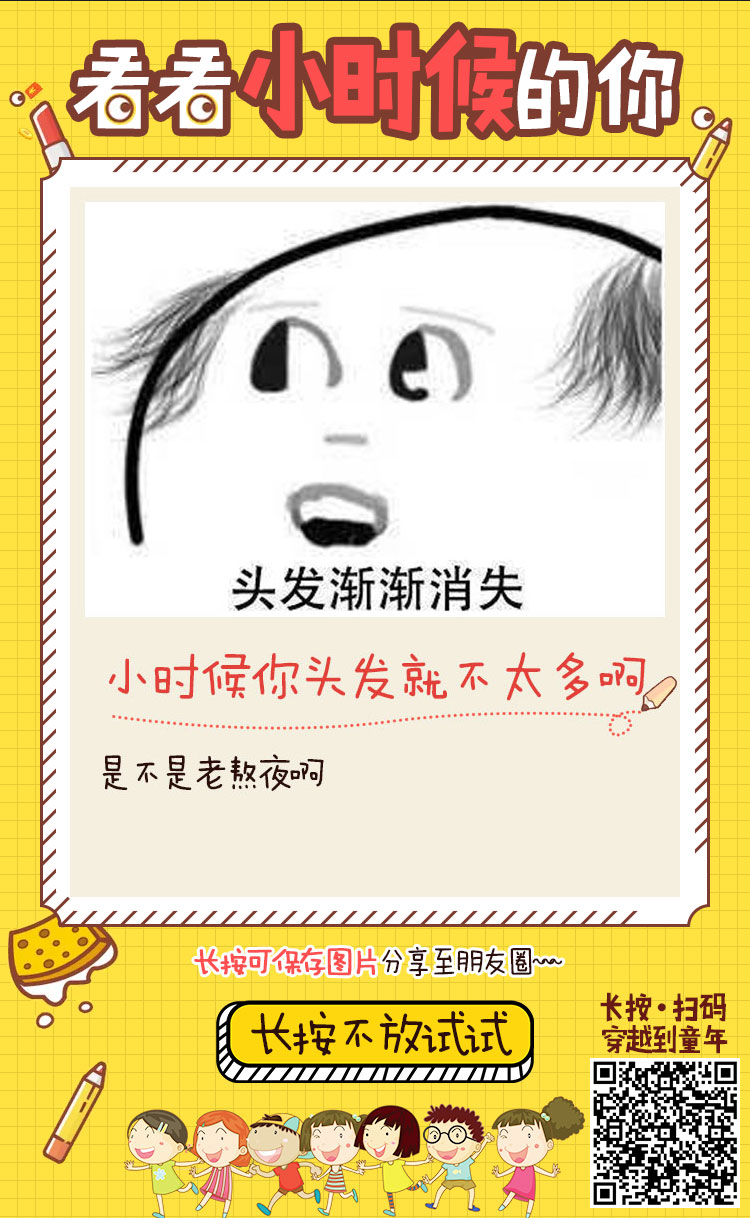 看看小时候的你
头发渐渐消失
小时候你头发就不太多啊
是不是老熬夜啊
长按可保存图片分享至朋友圈~~
长按不放试试
长按·扫码
穿越到童年